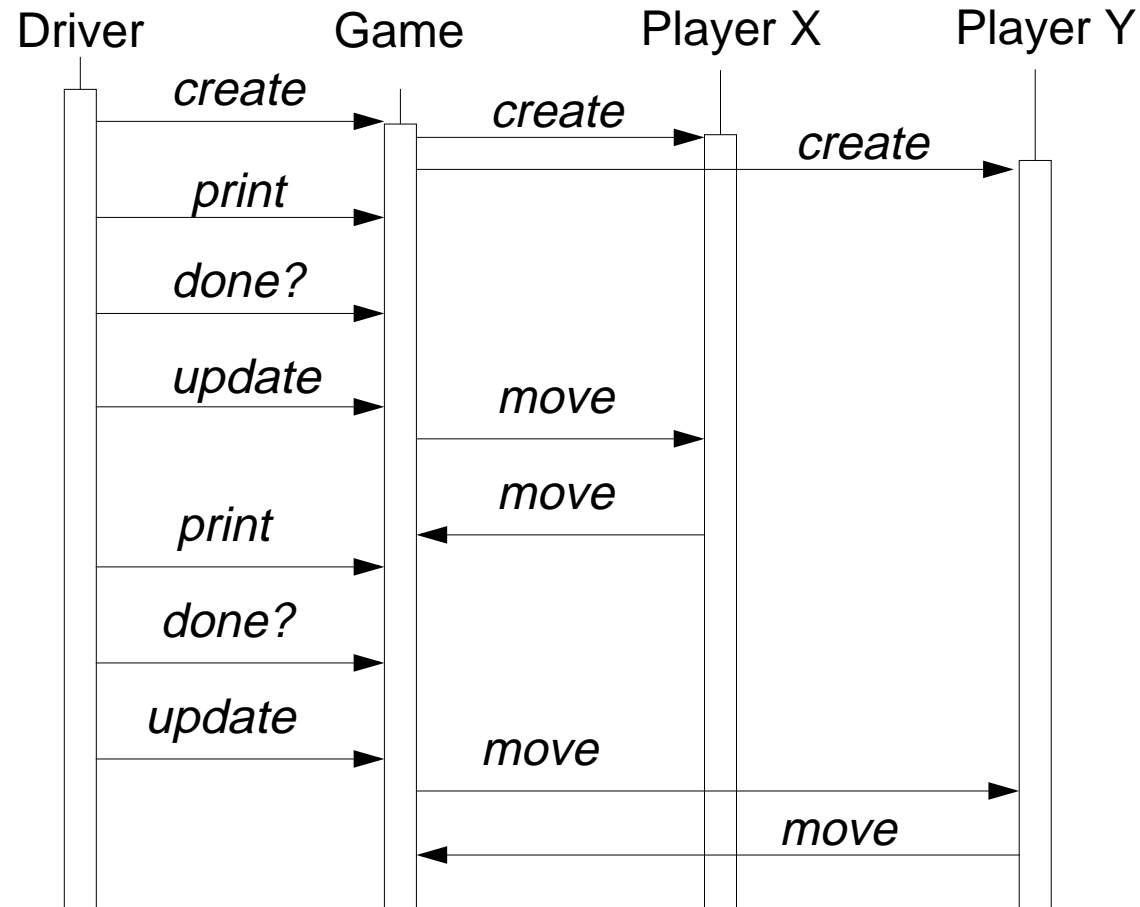 Driver Game Player X Player Y
create
create
create
print
done?
update
move
move
print
done?
update
move
move